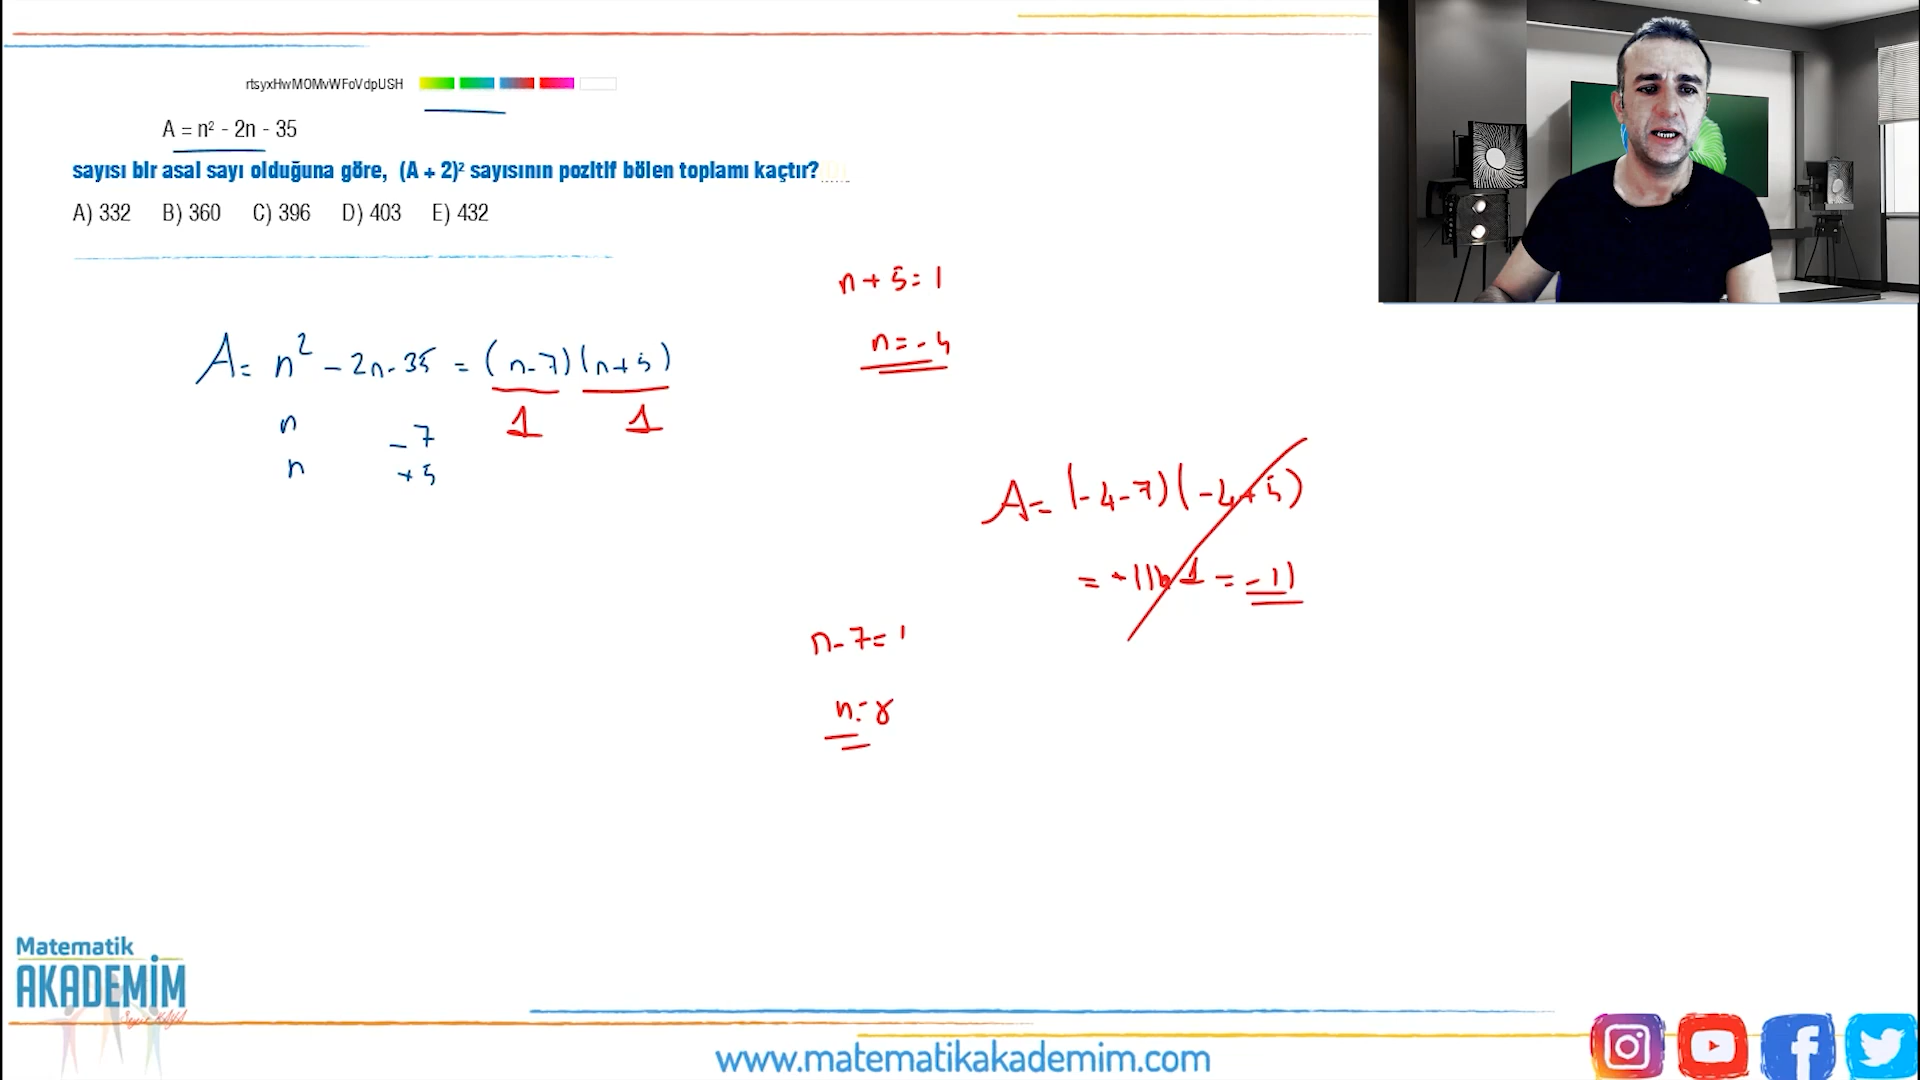 rtsyxHwMOMvWFoVdpUSH
A = n² - 2n - 35
sayısı bir asal sayı olduğuna göre, (A + 2)² sayısının pozitif bölen toplamı kaçtır?
A) 332 B) 360 C) 396 D) 403 E) 432
n+5=1
n=-4
A= n² -2n-35 = (n-7)(n+5)
1 1
n -7
n +5
A= (-4-7)(-4+5)
= -11.1 = -11
n-7=1
n=8
Matematik
AKADEMİM
www.matematikakademim.com